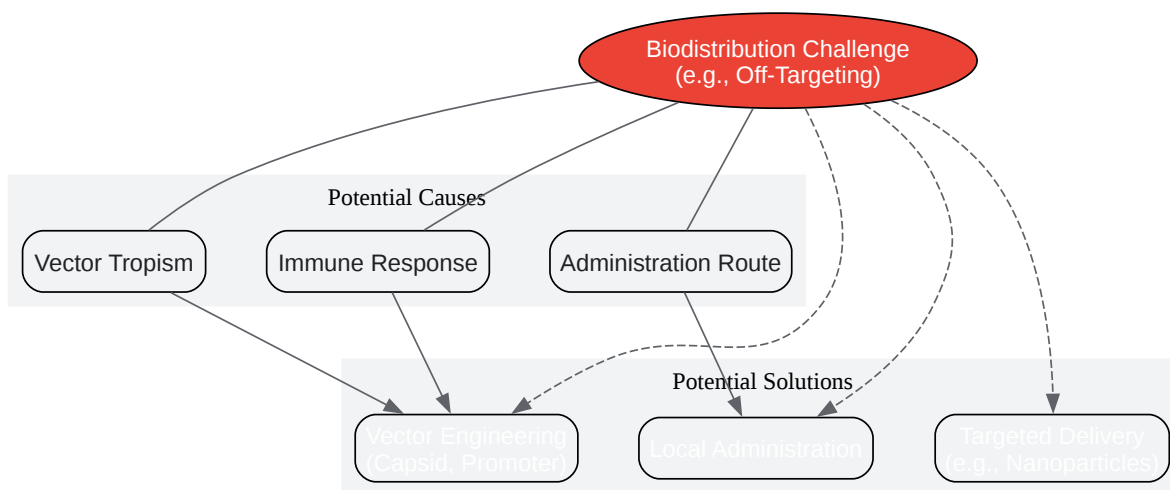 Biodistribution Challenge
(e.g., Off-Targeting)
Potential Causes
Vector Tropism
Immune Response
Administration Route
Potential Solutions
Vector Engineering
(Capsid, Promoter)
Local Administration
Targeted Delivery
(e.g., Nanoparticles)